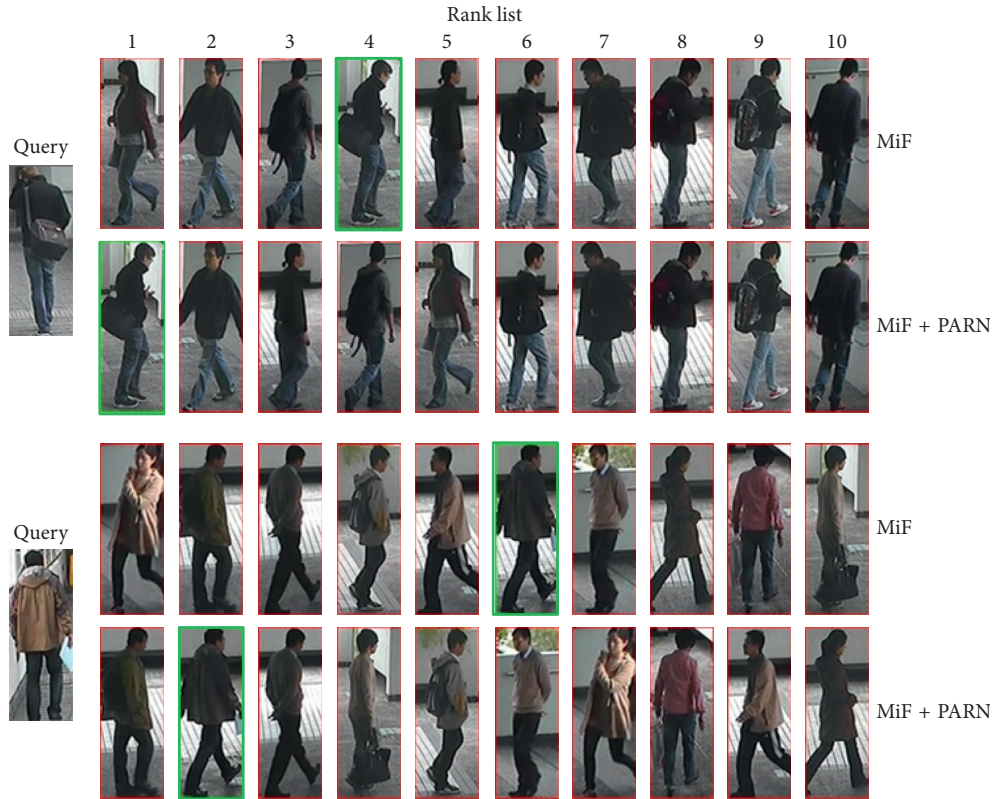 Rank list
1 2 3 4 5 6 7 8 9 10
MiF
Query
MiF + PARN
MiF
Query
MiF + PARN